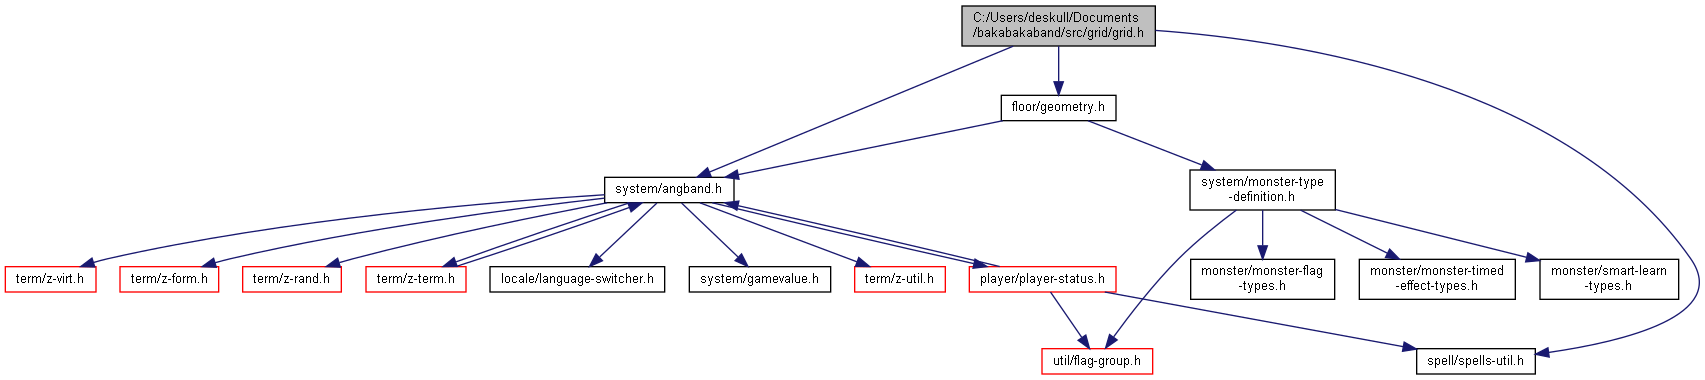 C:/Users/deskull/Documents
/bakabakaband/src/grid/grid.h
floor/geometry.h
system/angband.h
system/monster-type
-definition.h
term/z-virt.h
term/z-form.h
term/z-rand.h
term/z-term.h
locale/language-switcher.h
system/gamevalue.h
term/z-util.h
player/player-status.h
monster/monster-flag
-types.h
monster/monster-timed
-effect-types.h
monster/smart-learn
-types.h
util/flag-group.h
spell/spells-util.h